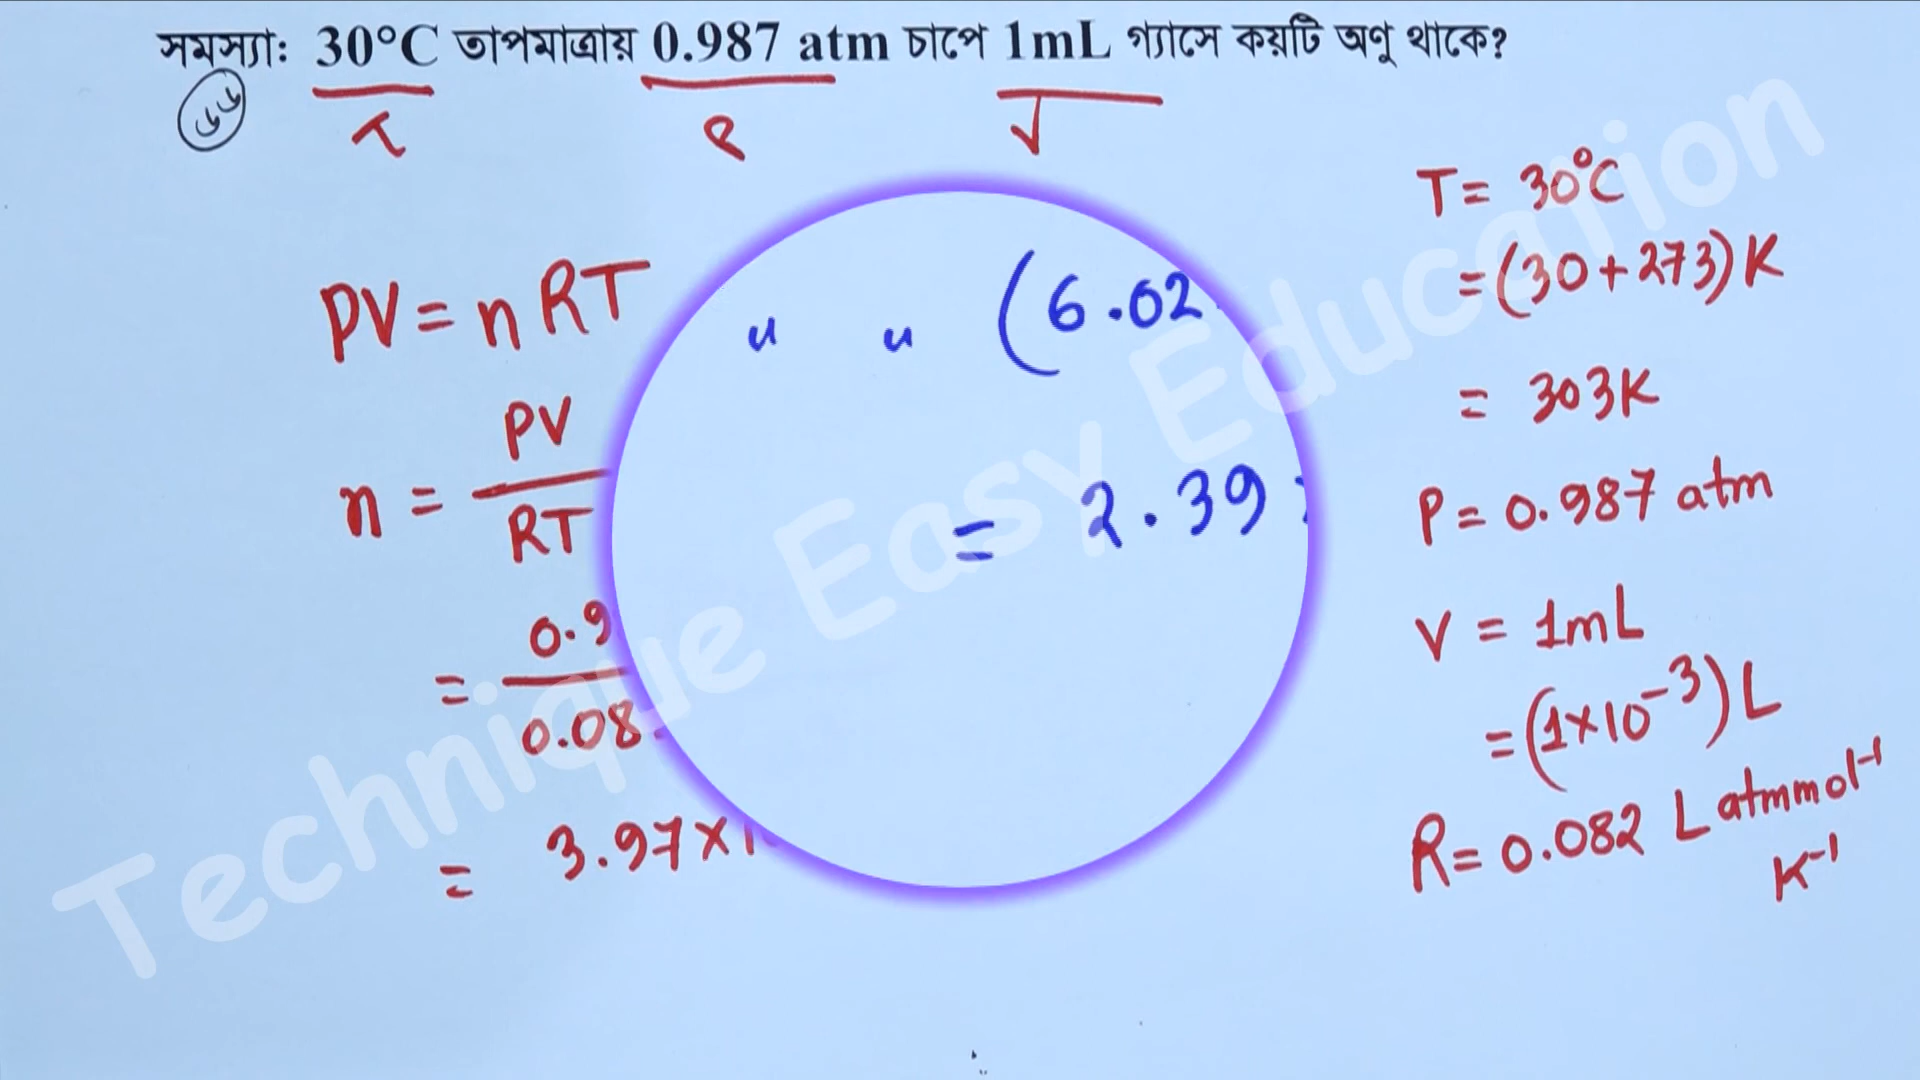 সমস্যাঃ 30°C তাপমাত্রায় 0.987 atm চাপে 1mL গ্যাসে কয়টি অণু থাকে?
৬৬
T P V
PV = nRT
n = PV / RT
= 0.9 / 0.08
= 3.97×1
" " (6.02
= 2.39
T = 30°C
= (30+273)K
= 303K
P = 0.987 atm
V = 1mL
= (1×10⁻³)L
R = 0.082 L atm mol⁻¹
K⁻¹
Technique Easy Education